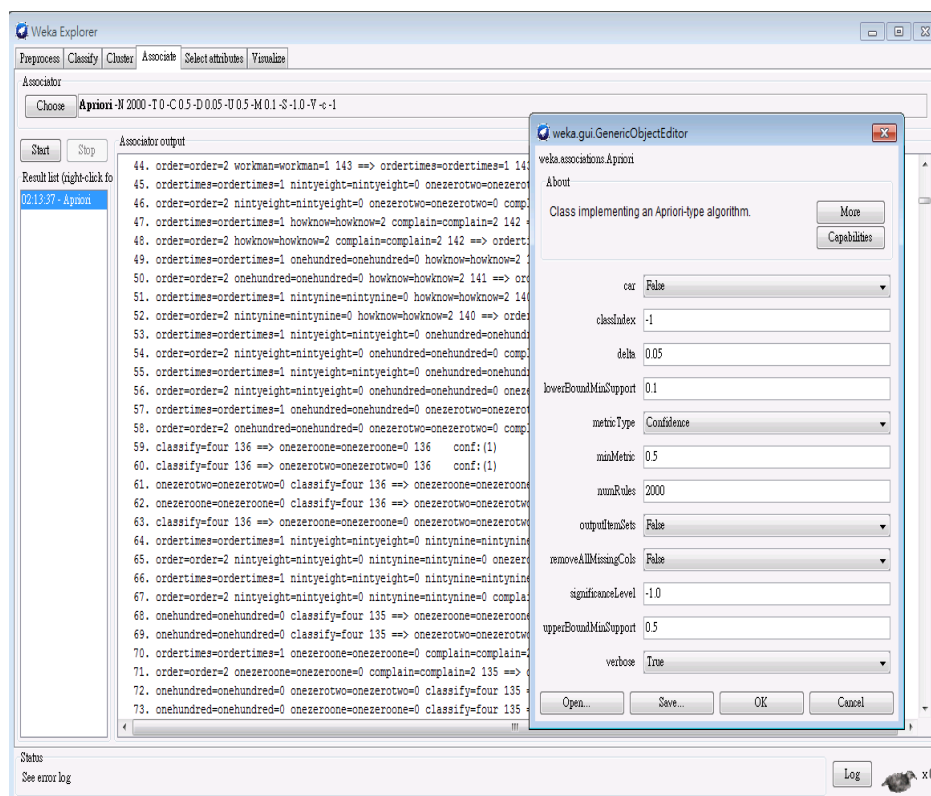 Weka Explorer
Preprocess Classify Cluster Associate Select attributes Visualize
Associator
Choose Apriori -N 2000 -T 0 -C 0.5 -D 0.05 -U 0.5 -M 0.1 -S -1.0 -V -c -1
Start Stop
Result list (right-click fo
02:13:37 - Apriori
Associator output
44. order=order=2 workman=workman=1 143 ==> ordertimes=ordertimes=1 143
45. ordertimes=ordertimes=1 nintyeight=nintyeight=0 onezerotwo=onezerot
46. order=order=2 nintyeight=nintyeight=0 onezerotwo=onezerotwo=0 comp
47. ordertimes=ordertimes=1 howknow=howknow=2 complain=complain=2 142 =
48. order=order=2 howknow=howknow=2 complain=complain=2 142 ==> orderti
49. ordertimes=ordertimes=1 onehundred=onehundred=0 howknow=howknow=2 1
50. order=order=2 onehundred=onehundred=0 howknow=howknow=2 141 ==> ord
51. ordertimes=ordertimes=1 nintynine=nintynine=0 howknow=howknow=2 140
52. order=order=2 nintynine=nintynine=0 howknow=howknow=2 140 ==> order
53. ordertimes=ordertimes=1 nintyeight=nintyeight=0 onehundred=onehundr
54. order=order=2 nintyeight=nintyeight=0 onehundred=onehundred=0 comp
55. ordertimes=ordertimes=1 nintyeight=nintyeight=0 onehundred=onehundr
56. order=order=2 nintyeight=nintyeight=0 onehundred=onehundred=0 oneze
57. ordertimes=ordertimes=1 onehundred=onehundred=0 onezerotwo=onezerot
58. order=order=2 onehundred=onehundred=0 onezerotwo=onezerotwo=0 comp
59. classify=four 136 ==> onezeroone=onezeroone=0 136 conf:(1)
60. classify=four 136 ==> onezerotwo=onezerotwo=0 136 conf:(1)
61. onezerotwo=onezerotwo=0 classify=four 136 ==> onezeroone=onezeroone
62. onezeroone=onezeroone=0 classify=four 136 ==> onezerotwo=onezerotwo
63. classify=four 136 ==> onezeroone=onezeroone=0 onezerotwo=onezerotwo
64. ordertimes=ordertimes=1 nintyeight=nintyeight=0 nintynine=nintynine
65. order=order=2 nintyeight=nintyeight=0 nintynine=nintynine=0 onezero
66. ordertimes=ordertimes=1 nintyeight=nintyeight=0 nintynine=nintynine
67. order=order=2 nintyeight=nintyeight=0 nintynine=nintynine=0 complai
68. onehundred=onehundred=0 classify=four 135 ==> onezeroone=onezeroone
69. onehundred=onehundred=0 classify=four 135 ==> onezerotwo=onezerotwo
70. ordertimes=ordertimes=1 onezeroone=onezeroone=0 complain=complain=2
71. order=order=2 onezeroone=onezeroone=0 complain=complain=2 135 ==> o
72. onehundred=onehundred=0 onezerotwo=onezerotwo=0 classify=four 135 =
73. onehundred=onehundred=0 onezeroone=onezeroone=0 classify=four 135 =
weka.gui.GenericObjectEditor
weka.associations.Apriori
About
Class implementing an Apriori-type algorithm.
More
Capabilities
car False
classIndex -1
delta 0.05
lowerBoundMinSupport 0.1
metricType Confidence
minMetric 0.5
numRules 2000
outputItemSets False
removeAllMissingCols False
significanceLevel -1.0
upperBoundMinSupport 0.5
verbose True
Open... Save... OK Cancel
Status
See error log
Log